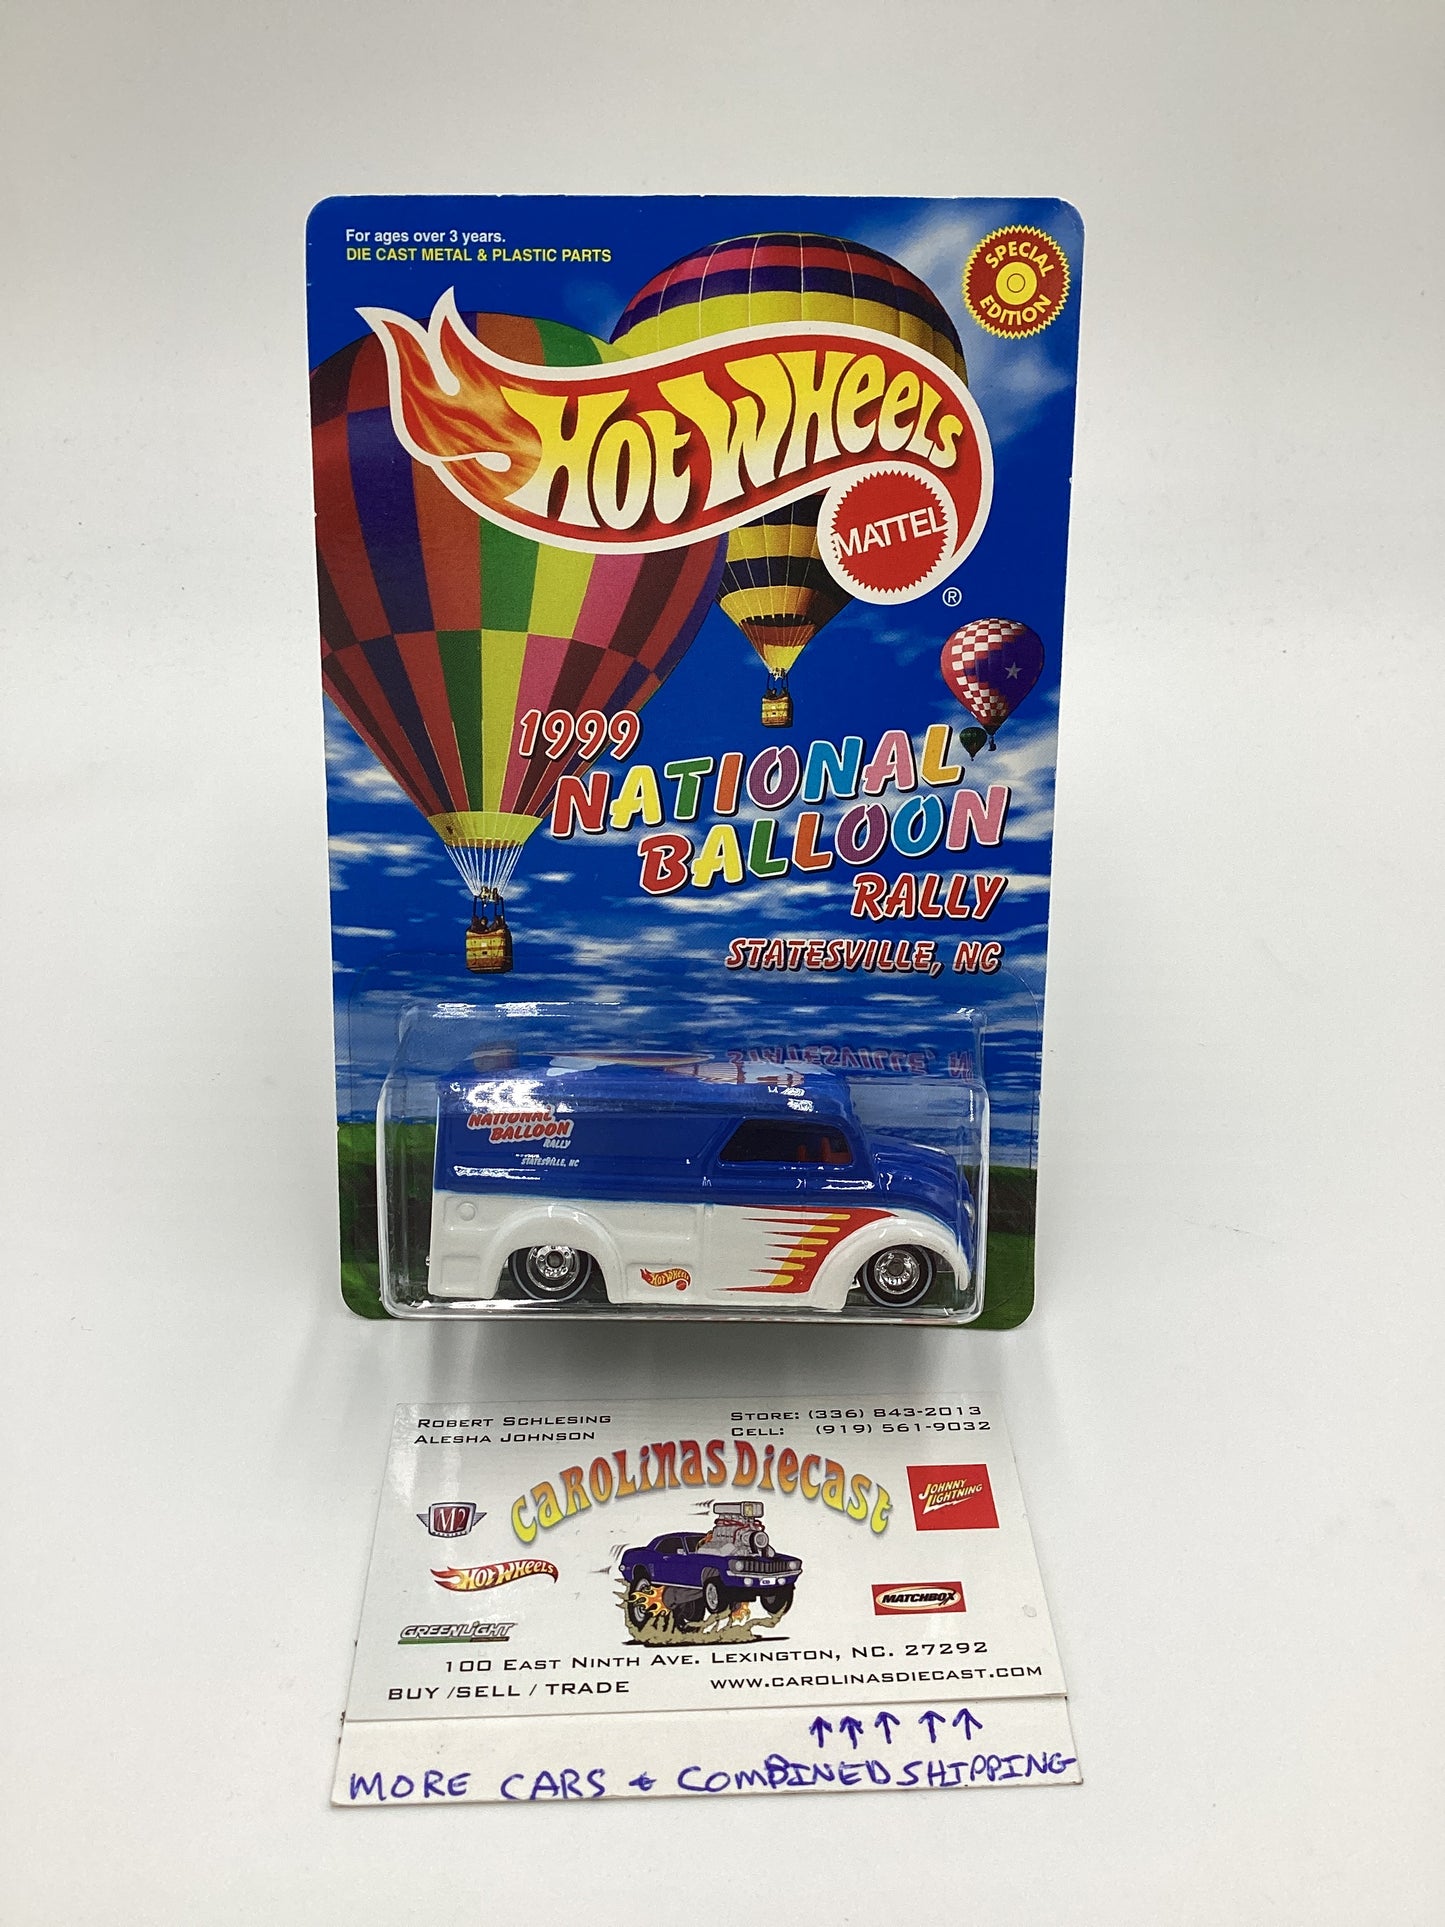 For ages over 3 years.
DIE CAST METAL & PLASTIC PARTS
SPECIAL EDITION
HOT WHEELS
MATTEL
®
1999
NATIONAL
BALLOON
RALLY
STATESVILLE, NC
NATIONAL
BALLOON
RALLY
STATESVILLE, NC
HOT WHEELS
ROBERT SCHLESING
ALESHA JOHNSON
STORE: (336) 843-2013
CELL: (919) 561-9032
CAROLINAS DIECAST
M2
JOHNNY
LIGHTNING
HOT WHEELS
MATCHBOX
GREENLIGHT
100 EAST NINTH AVE. LEXINGTON, NC. 27292
BUY /SELL / TRADE
WWW.CAROLINASDIECAST.COM
↑↑↑ ↑↑
MORE CARS & COMBINED SHIPPING